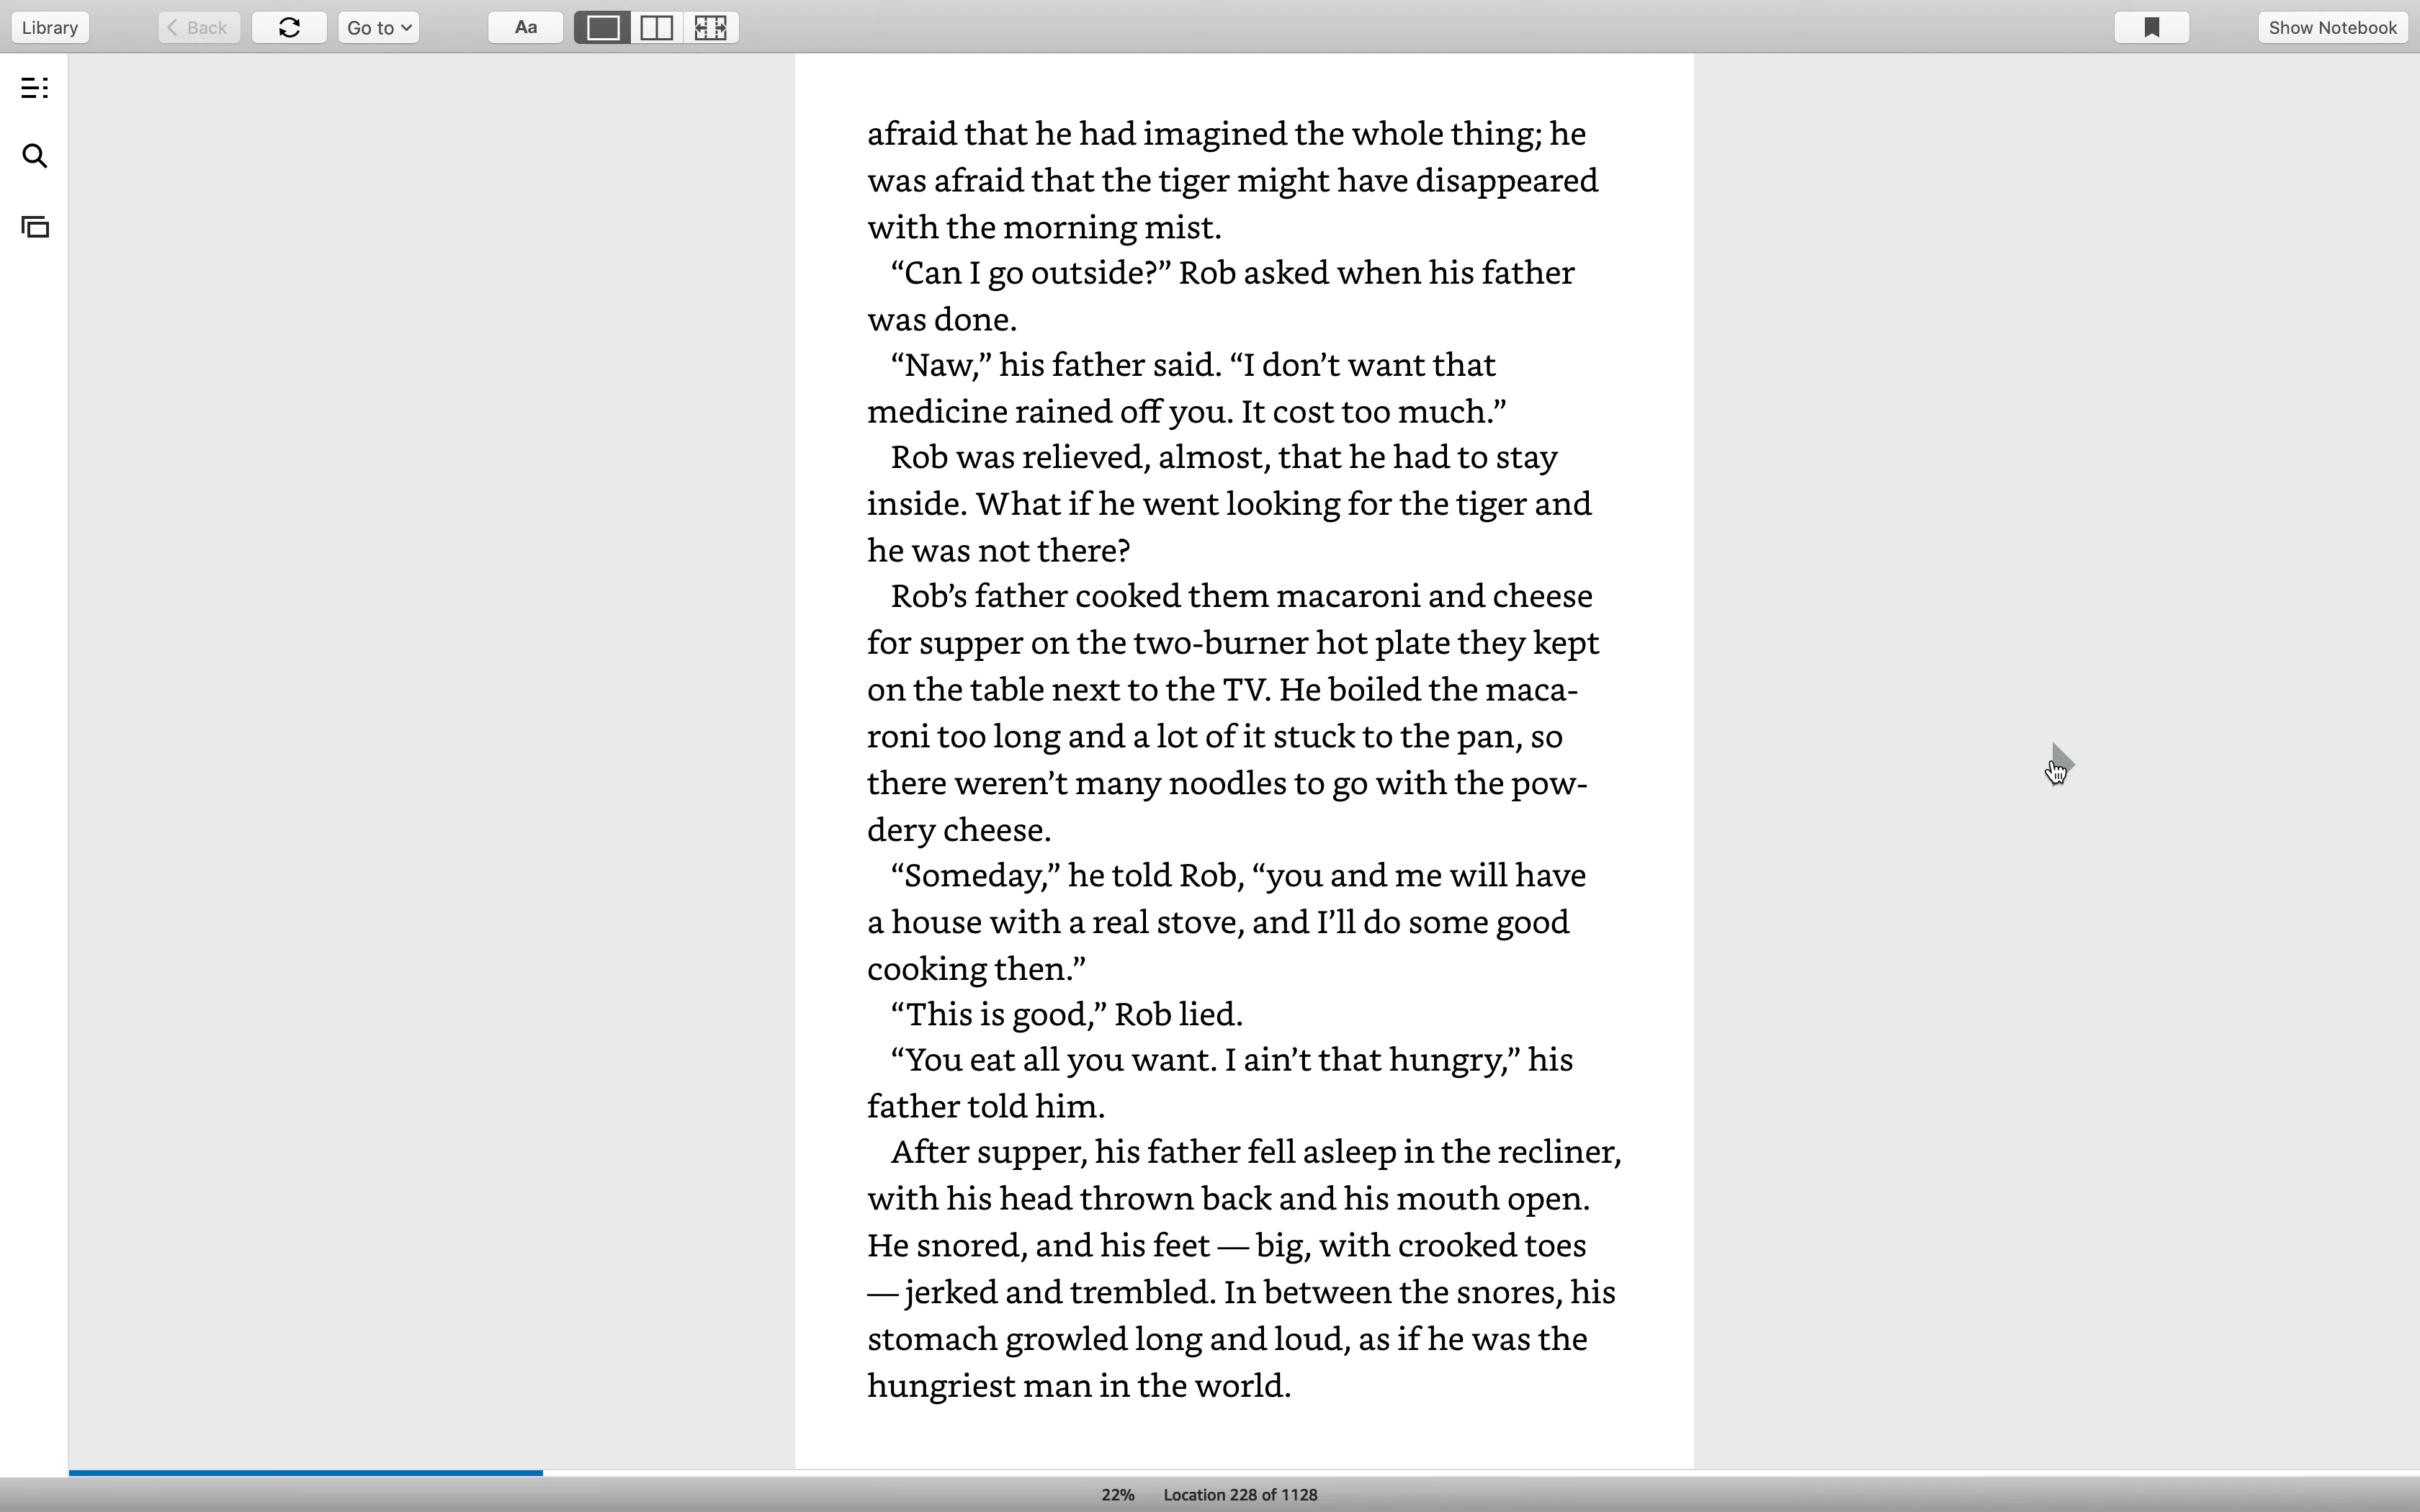 Library Back Go to Aa Show Notebook
afraid that he had imagined the whole thing; he
was afraid that the tiger might have disappeared
with the morning mist.
“Can I go outside?” Rob asked when his father
was done.
“Naw,” his father said. “I don’t want that
medicine rained off you. It cost too much.”
Rob was relieved, almost, that he had to stay
inside. What if he went looking for the tiger and
he was not there?
Rob’s father cooked them macaroni and cheese
for supper on the two-burner hot plate they kept
on the table next to the TV. He boiled the maca-
roni too long and a lot of it stuck to the pan, so
there weren’t many noodles to go with the pow-
dery cheese.
“Someday,” he told Rob, “you and me will have
a house with a real stove, and I’ll do some good
cooking then.”
“This is good,” Rob lied.
“You eat all you want. I ain’t that hungry,” his
father told him.
After supper, his father fell asleep in the recliner,
with his head thrown back and his mouth open.
He snored, and his feet — big, with crooked toes
— jerked and trembled. In between the snores, his
stomach growled long and loud, as if he was the
hungriest man in the world.
22% Location 228 of 1128